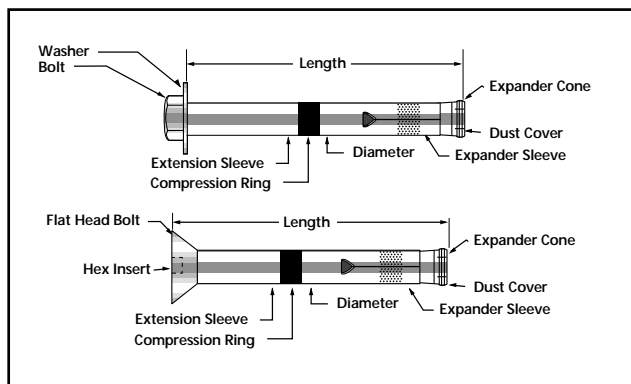 Washer
Bolt
Length
Expander Cone
Dust Cover
Diameter
Expander Sleeve
Extension Sleeve
Compression Ring
Flat Head Bolt
Length
Expander Cone
Hex Insert
Dust Cover
Diameter
Expander Sleeve
Extension Sleeve
Compression Ring